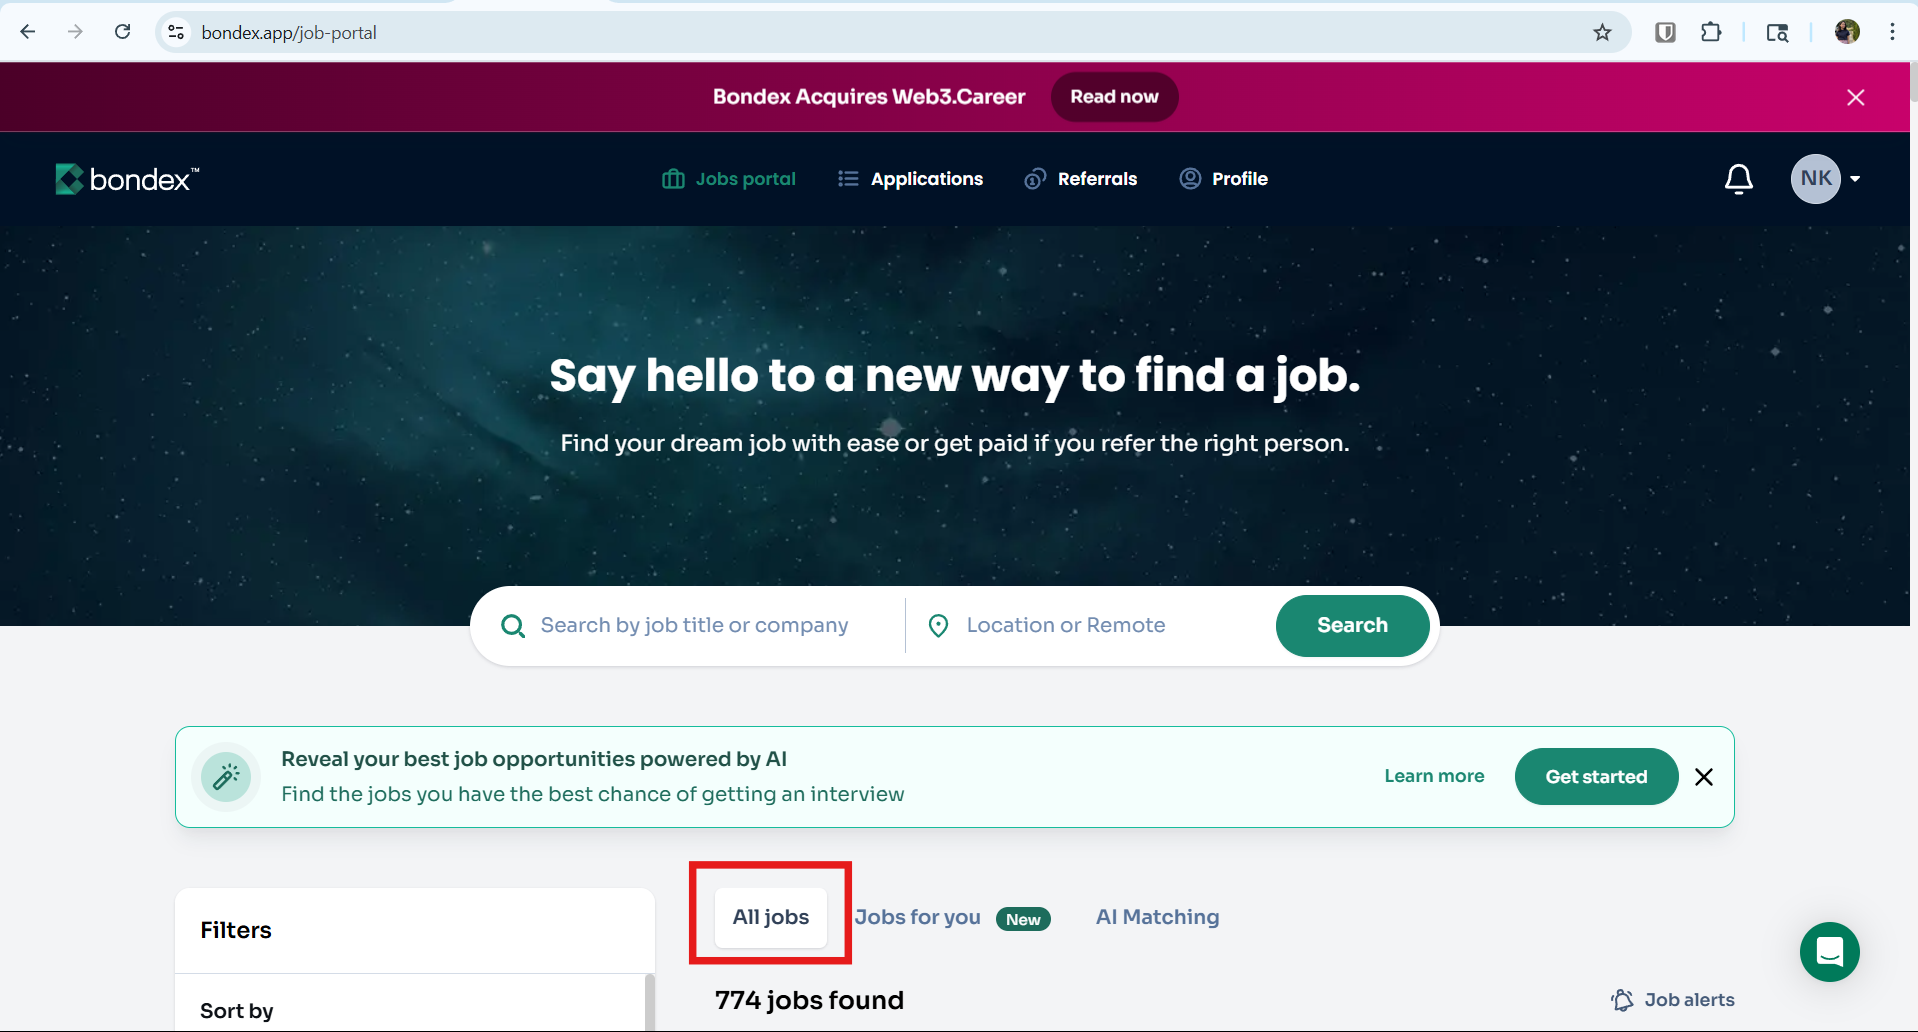 bondex.app/job-portal
Bondex Acquires Web3.Career Read now
bondex™ Jobs portal Applications Referrals Profile NK
Say hello to a new way to find a job.
Find your dream job with ease or get paid if you refer the right person.
Search by job title or company Location or Remote Search
Reveal your best job opportunities powered by AI
Find the jobs you have the best chance of getting an interview
Learn more Get started
Filters
All jobs Jobs for you New AI Matching
774 jobs found Job alerts
Sort by